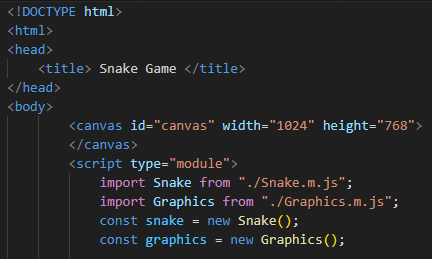 <!DOCTYPE html>
<html>
<head>
<title> Snake Game </title>
</head>
<body>
<canvas id="canvas" width="1024" height="768">
</canvas>
<script type="module">
import Snake from "./Snake.m.js";
import Graphics from "./Graphics.m.js";
const snake = new Snake();
const graphics = new Graphics();